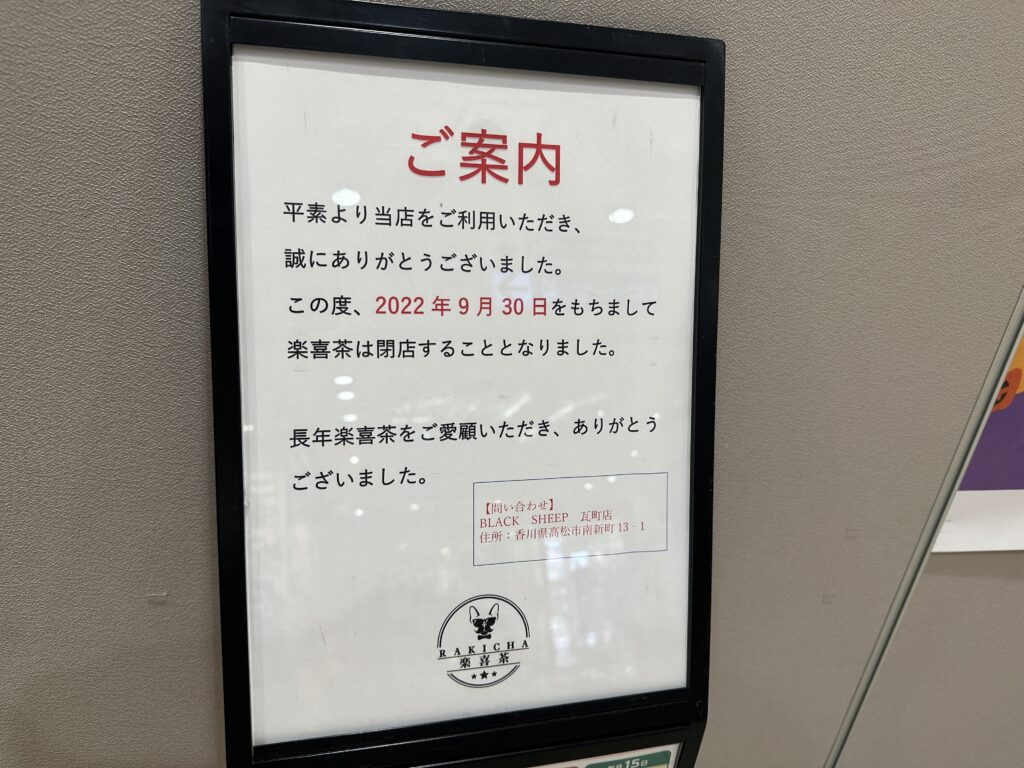 ご案内
平素より当店をご利用いただき、
誠にありがとうございました。
この度、2022年9月30日をもちまして
楽喜茶は閉店することとなりました。
長年楽喜茶をご愛顧いただき、ありがとう
ございました。
【問い合わせ】
BLACK SHEEP 瓦町店
住所:香川県高松市南新町13‐1
RAKICHA
楽喜茶
15日